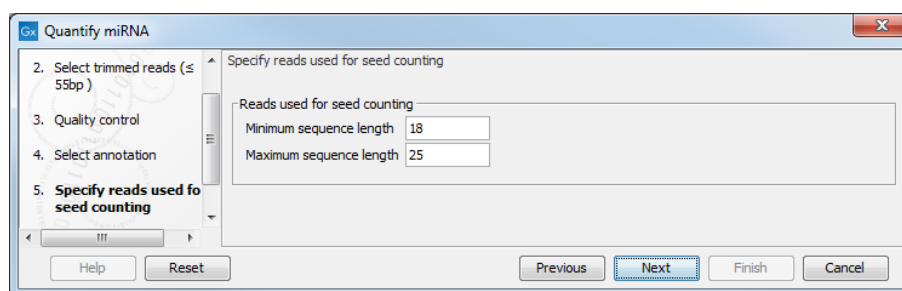 Gx Quantify miRNA
2. Select trimmed reads (≤
55bp )
3. Quality control
4. Select annotation
5. Specify reads used fo
seed counting
Specify reads used for seed counting
Reads used for seed counting
Minimum sequence length 18
Maximum sequence length 25
Help Reset Previous Next Finish Cancel